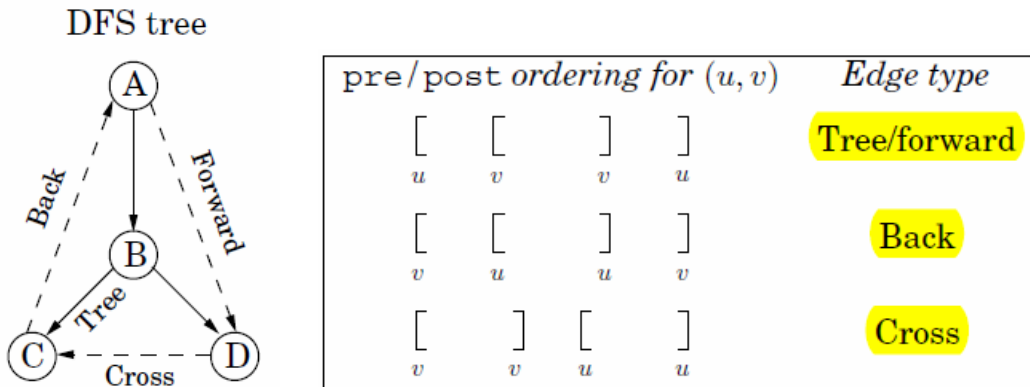 DFS tree
A
Back
Forward
B
Tree
C
D
Cross
pre/post ordering for (u, v) Edge type
[ [ ] ] Tree/forward
u v v u
[ [ ] ] Back
v u u v
[ ] [ ] Cross
v v u u